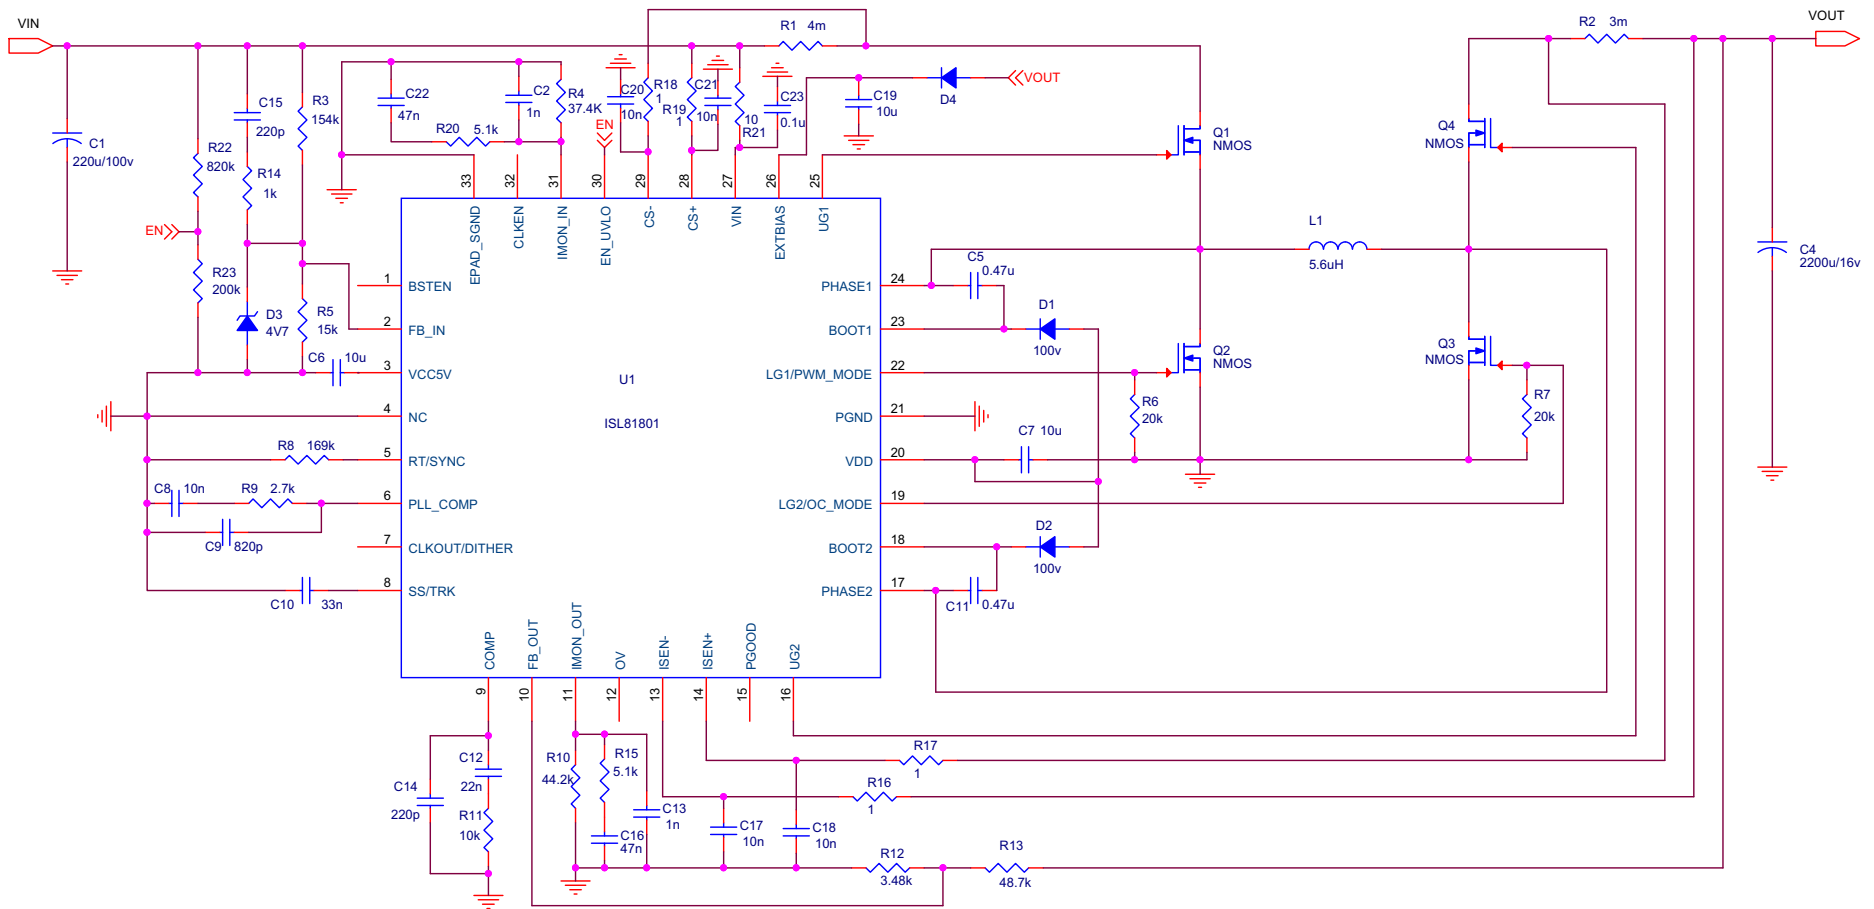 VIN
R1 4m
R2 3m
VOUT
C1
220u/100v
R22
820k
C15
220p
R3
154k
R14
1k
EN
R23
200k
D3
4V7
R5
15k
C22
47n
R20 5.1k
C2
1n
R4
37.4K
EN
C20
10n
R18
1
R19
1
C21
10n
10
R21
C23
0.1u
C19
10u
D4
VOUT
Q1
NMOS
Q4
NMOS
L1
5.6uH
C4
2200u/16v
33
32
31
30
29
28
27
26
25
EPAD_SGND
CLKEN
IMON_IN
EN_UVLO
CS-
CS+
VIN
EXTBIAS
UG1
1
BSTEN
2
FB_IN
3
VCC5V
4
NC
5
RT/SYNC
6
PLL_COMP
7
CLKOUT/DITHER
8
SS/TRK
U1
ISL81801
PHASE1
24
BOOT1
23
LG1/PWM_MODE
22
PGND
21
VDD
20
LG2/OC_MODE
19
BOOT2
18
PHASE2
17
C5
0.47u
D1
100v
Q2
NMOS
Q3
NMOS
R6
20k
R7
20k
C7 10u
D2
100v
C11 0.47u
C6 10u
R8 169k
C8 10n
R9 2.7k
C9 820p
C10 33n
COMP
FB_OUT
IMON_OUT
OV
ISEN-
ISEN+
PGOOD
UG2
9
10
11
12
13
14
15
16
C14
220p
C12
22n
R11
10k
R10
44.2k
R15
5.1k
C16
47n
C13
1n
C17
10n
C18
10n
R17
1
R16
1
R12
3.48k
R13
48.7k